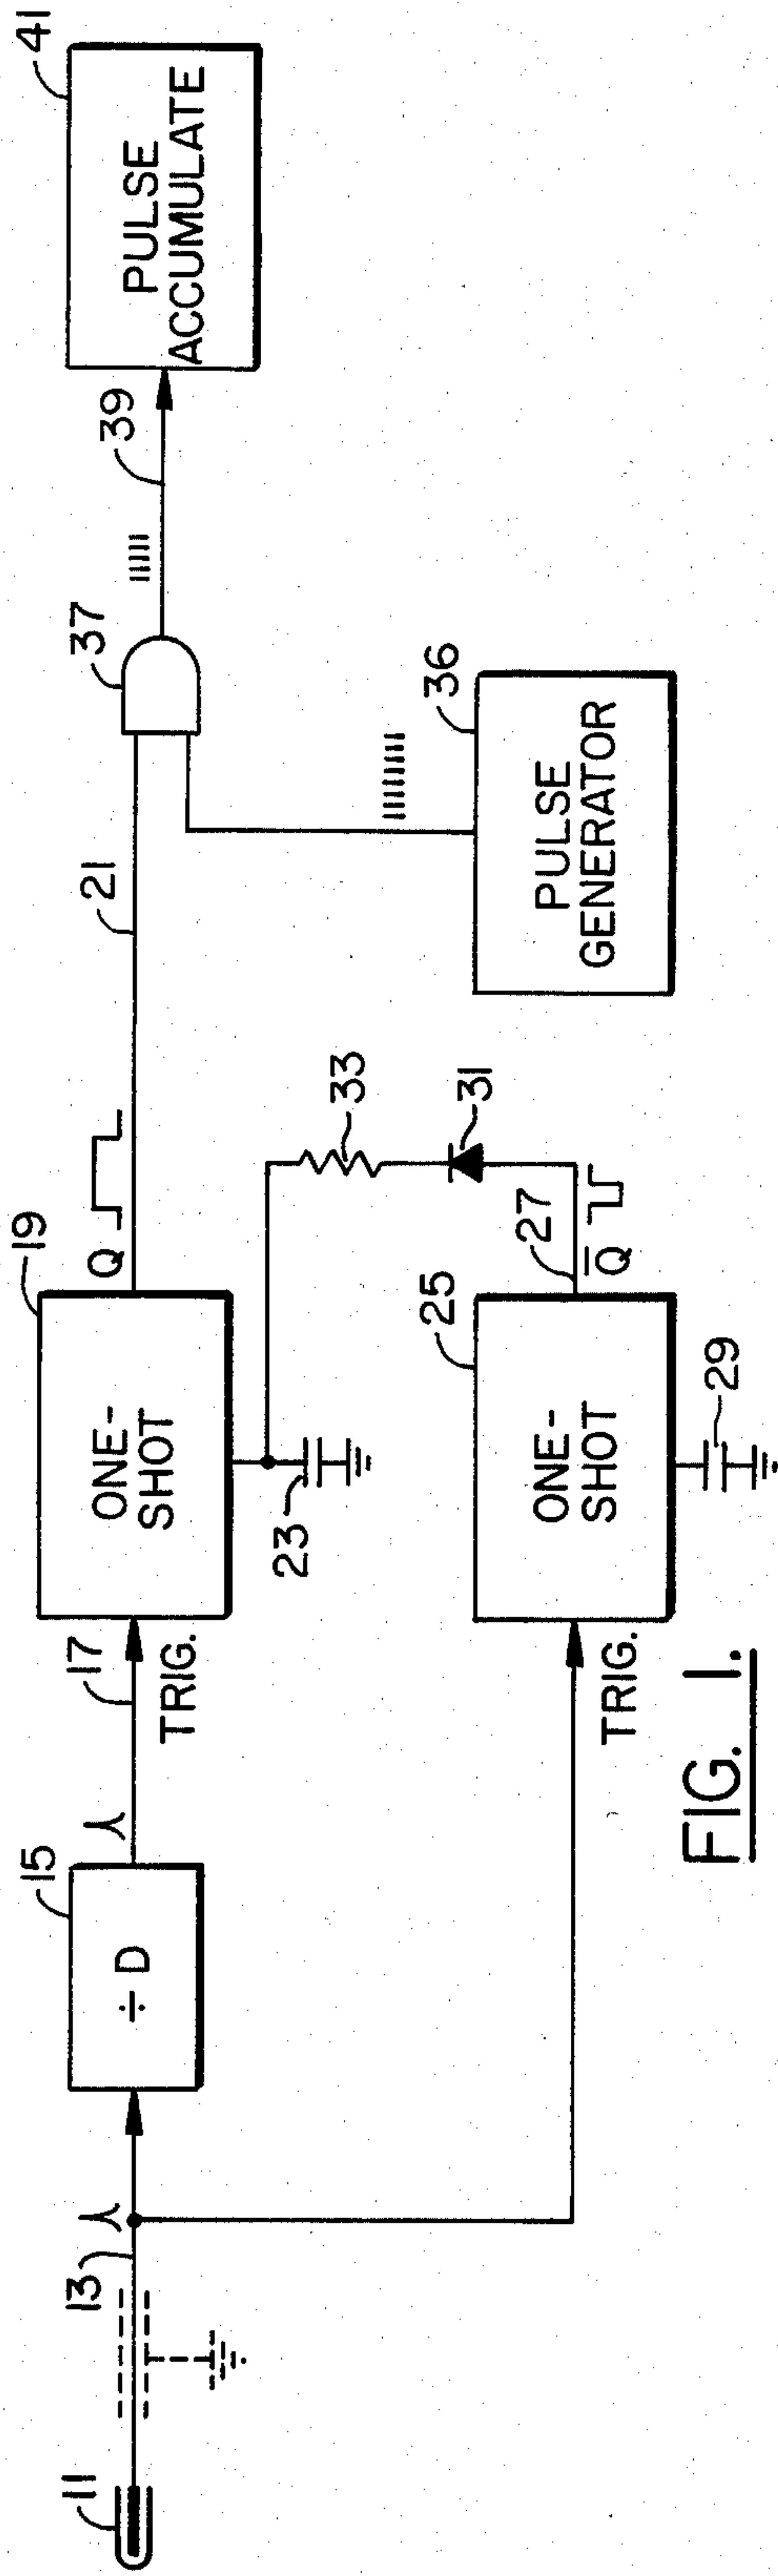 11
13
÷ D
15
17
TRIG.
ONE-
SHOT
19
Q
21
23
TRIG.
ONE-
SHOT
25
27
Q̅
29
31
33
PULSE
GENERATOR
36
37
39
PULSE
ACCUMULATE
41
FIG. 1.